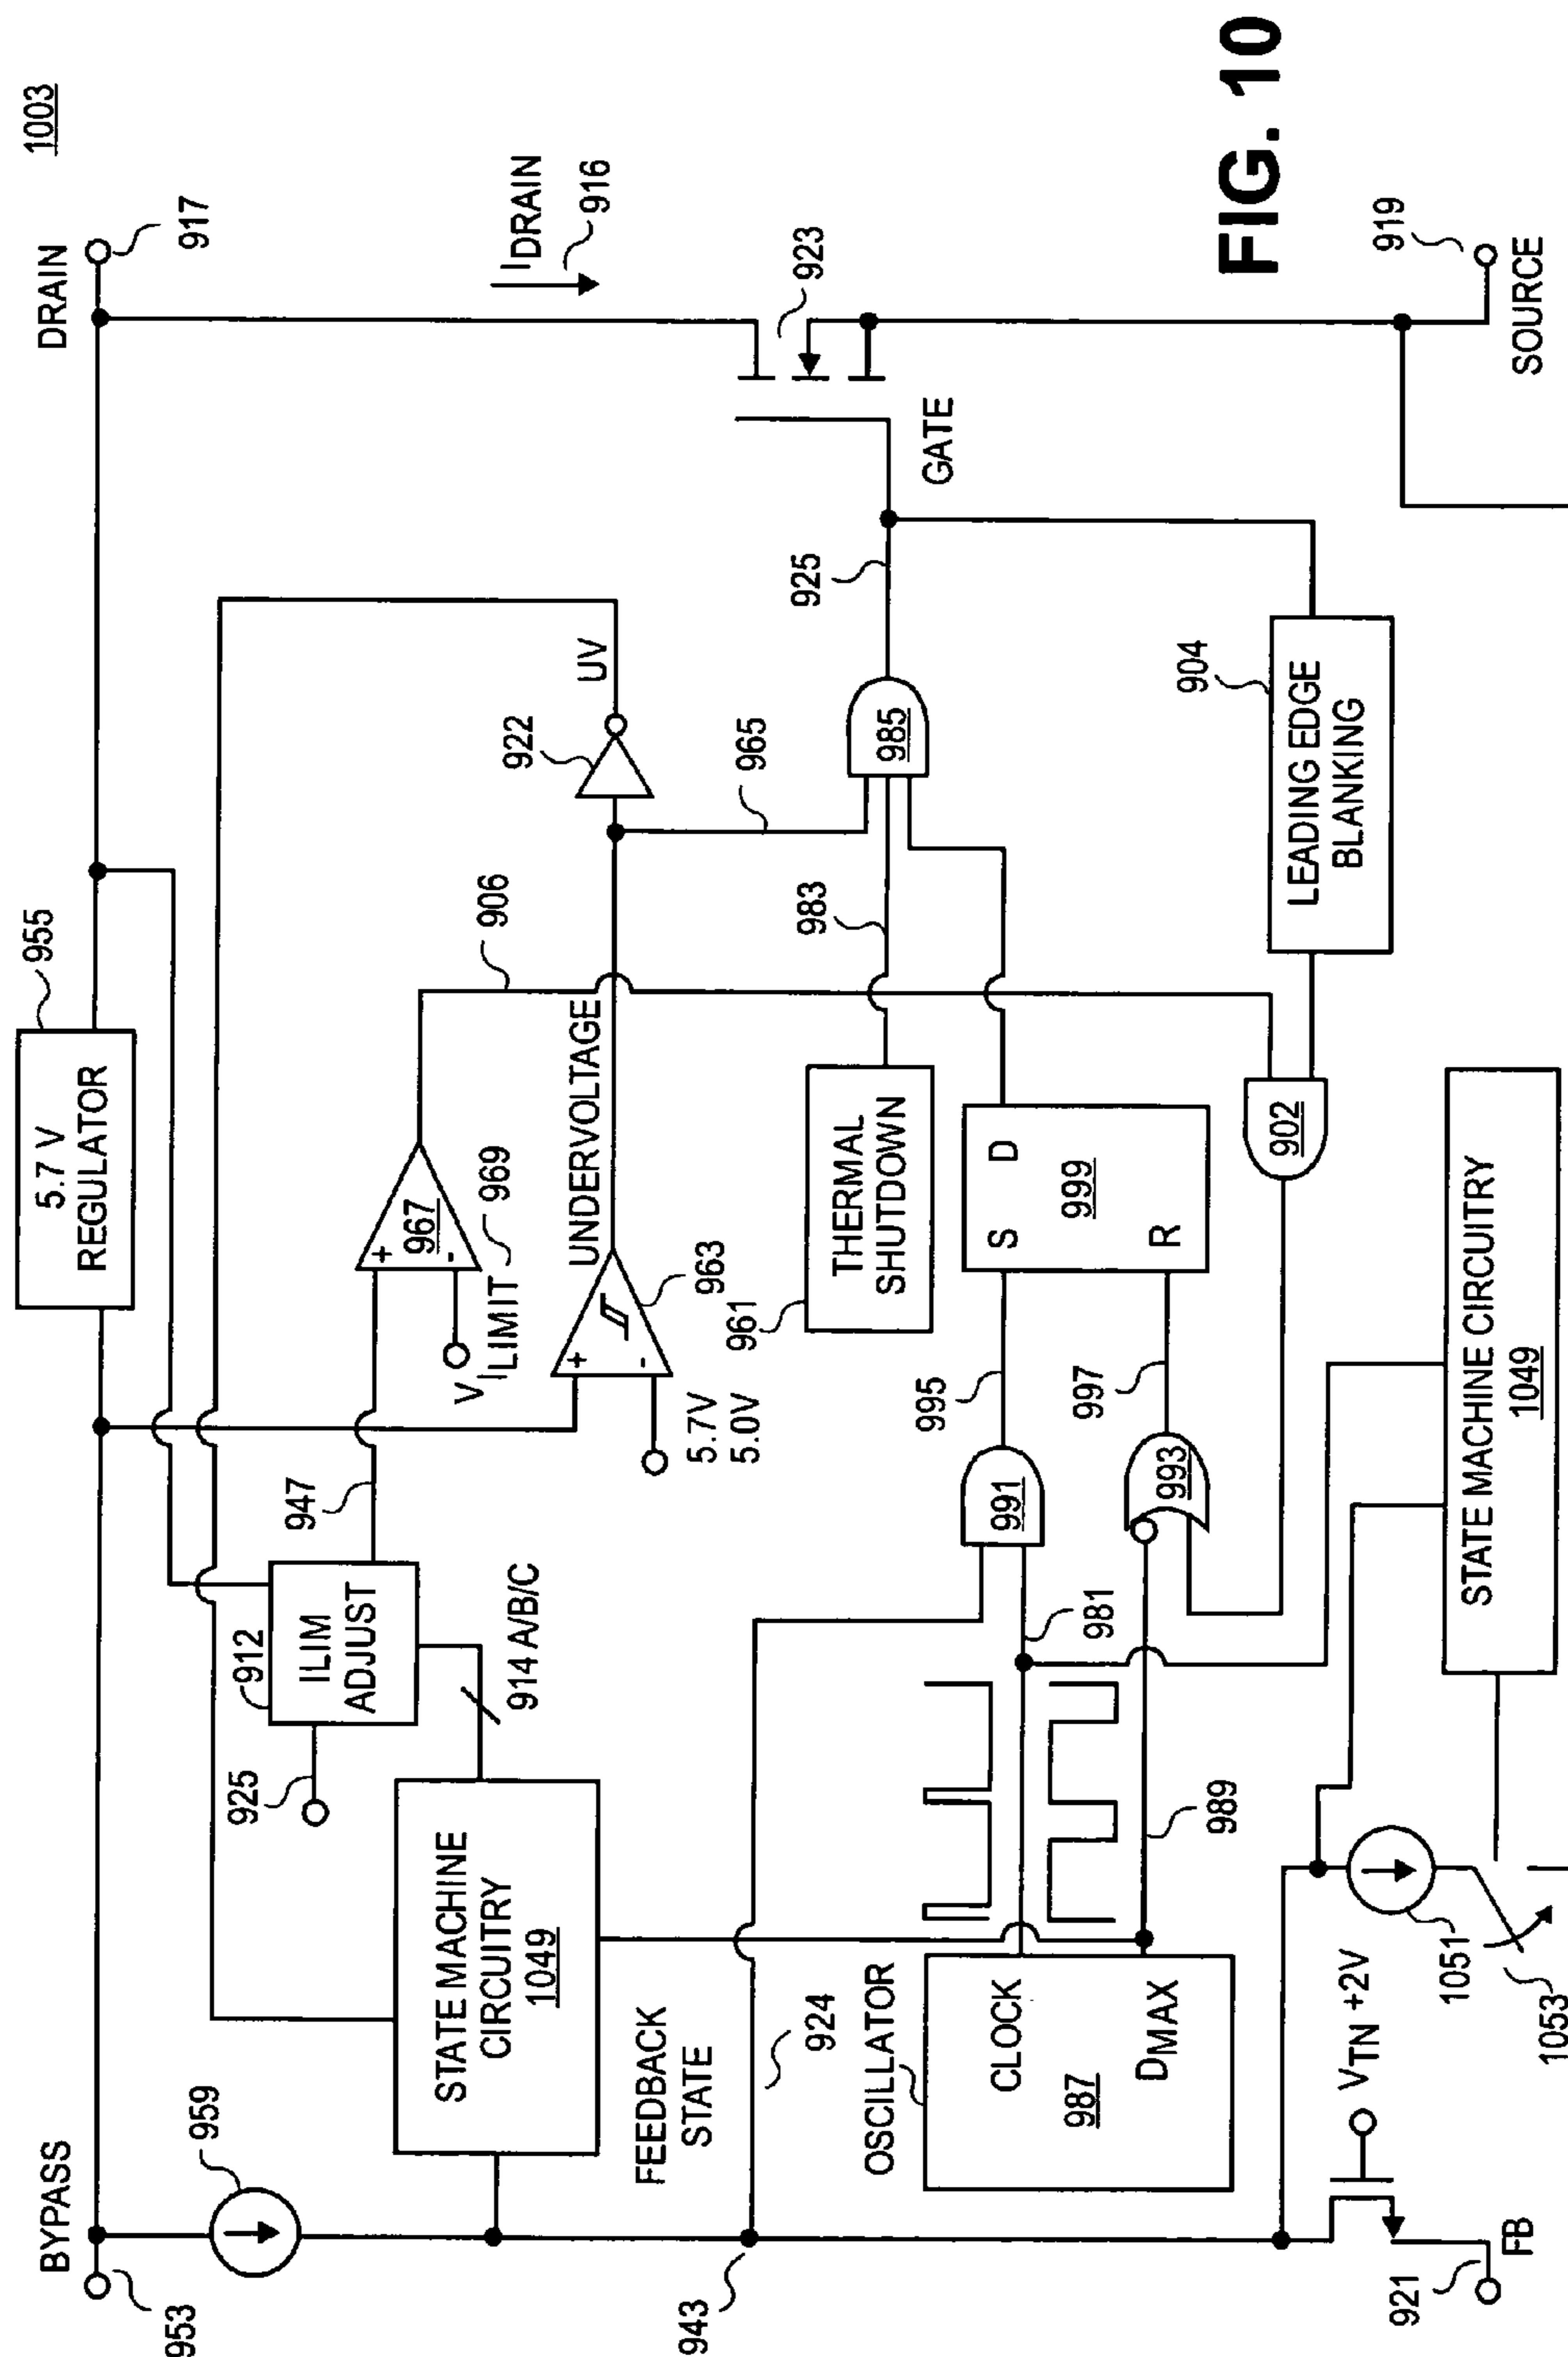 1003
BYPASS
953
959
5.7 V
REGULATOR
955
DRAIN
917
I DRAIN
916
925
912
ILIM
ADJUST
947
914 A/B/C
STATE MACHINE
CIRCUITRY
1049
+
967
-
V I LIMIT
969
906
922
UV
UNDERVOLTAGE
+
-
963
5.7V
5.0V
965
FEEDBACK
STATE
924
943
THERMAL
SHUTDOWN
961
983
985
925
GATE
923
OSCILLATOR
CLOCK
987
DMAX
981
989
991
995
993
997
S D
999
R
902
904
LEADING EDGE
BLANKING
FB
921
VTN +2V
1051
1053
STATE MACHINE CIRCUITRY
1049
SOURCE
919
FIG. 10